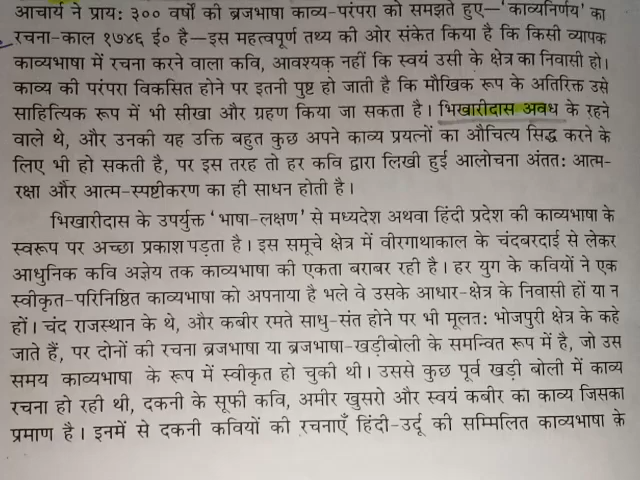 आचार्य ने प्राय: ३०० वर्षों की ब्रजभाषा काव्य-परंपरा को समझते हुए—'काव्यनिर्णय' का
रचना-काल १७४६ ई० है—इस महत्वपूर्ण तथ्य की ओर संकेत किया है कि किसी व्यापक
काव्यभाषा में रचना करने वाला कवि, आवश्यक नहीं कि स्वयं उसी के क्षेत्र का निवासी हो।
काव्य की परंपरा विकसित होने पर इतनी पुष्ट हो जाती है कि मौखिक रूप के अतिरिक्त उसे
साहित्यिक रूप में भी सीखा और ग्रहण किया जा सकता है। भिखारीदास अवध के रहने
वाले थे, और उनकी यह उक्ति बहुत कुछ अपने काव्य प्रयत्नों का औचित्य सिद्ध करने के
लिए भी हो सकती है, पर इस तरह तो हर कवि द्वारा लिखी हुई आलोचना अंतत: आत्म-
रक्षा और आत्म-स्पष्टीकरण का ही साधन होती है।
भिखारीदास के उपर्युक्त 'भाषा-लक्षण' से मध्यदेश अथवा हिंदी प्रदेश की काव्यभाषा के
स्वरूप पर अच्छा प्रकाश पड़ता है। इस समूचे क्षेत्र में वीरगाथाकाल के चंदबरदाई से लेकर
आधुनिक कवि अज्ञेय तक काव्यभाषा की एकता बराबर रही है। हर युग के कवियों ने एक
स्वीकृत-परिनिष्ठित काव्यभाषा को अपनाया है भले वे उसके आधार-क्षेत्र के निवासी हों या न
हों। चंद राजस्थान के थे, और कबीर रमते साधु-संत होने पर भी मूलत: भोजपुरी क्षेत्र के कहे
जाते हैं, पर दोनों की रचना ब्रजभाषा या ब्रजभाषा-खड़ीबोली के समन्वित रूप में है, जो उस
समय काव्यभाषा के रूप में स्वीकृत हो चुकी थी। उससे कुछ पूर्व खड़ी बोली में काव्य
रचना हो रही थी, दकनी के सूफी कवि, अमीर खुसरो और स्वयं कबीर का काव्य जिसका
प्रमाण है। इनमें से दकनी कवियों की रचनाएँ हिंदी-उर्दू की सम्मिलित काव्यभाषा के